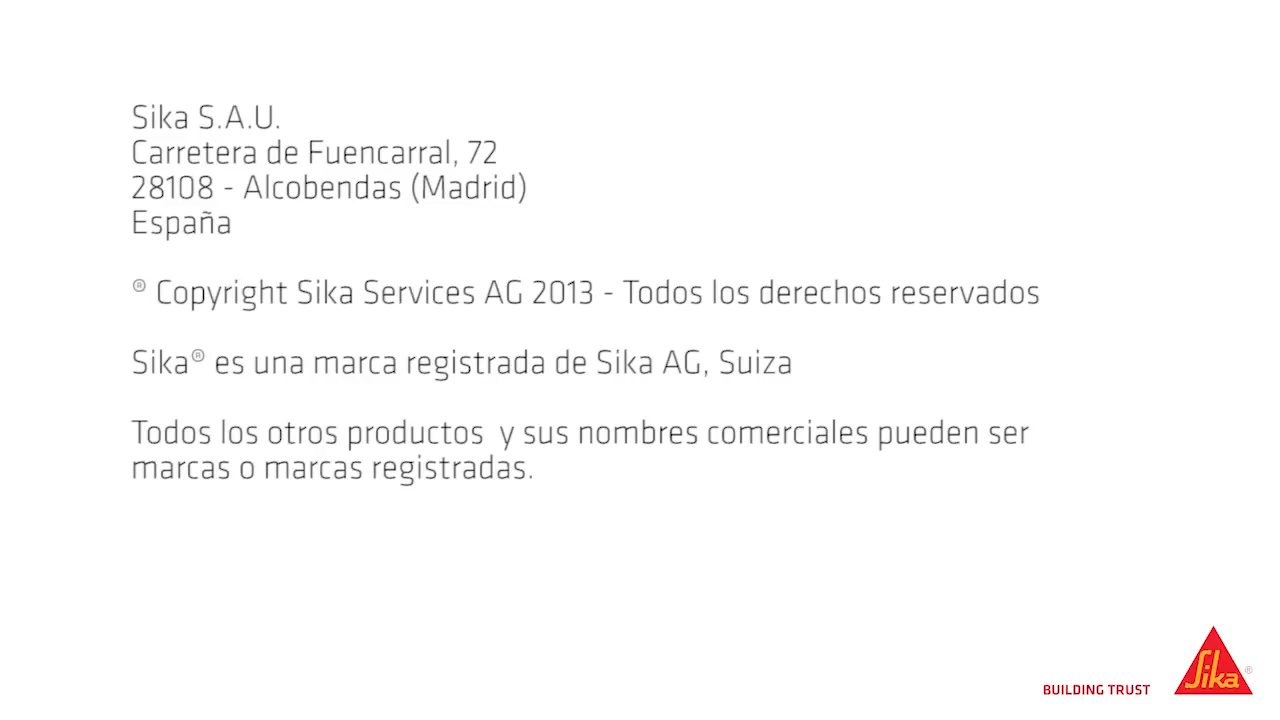 Sika S.A.U.
Carretera de Fuencarral, 72
28108 - Alcobendas (Madrid)
España
® Copyright Sika Services AG 2013 - Todos los derechos reservados
Sika® es una marca registrada de Sika AG, Suiza
Todos los otros productos  y sus nombres comerciales pueden ser
marcas o marcas registradas.
BUILDING TRUST
Sika®